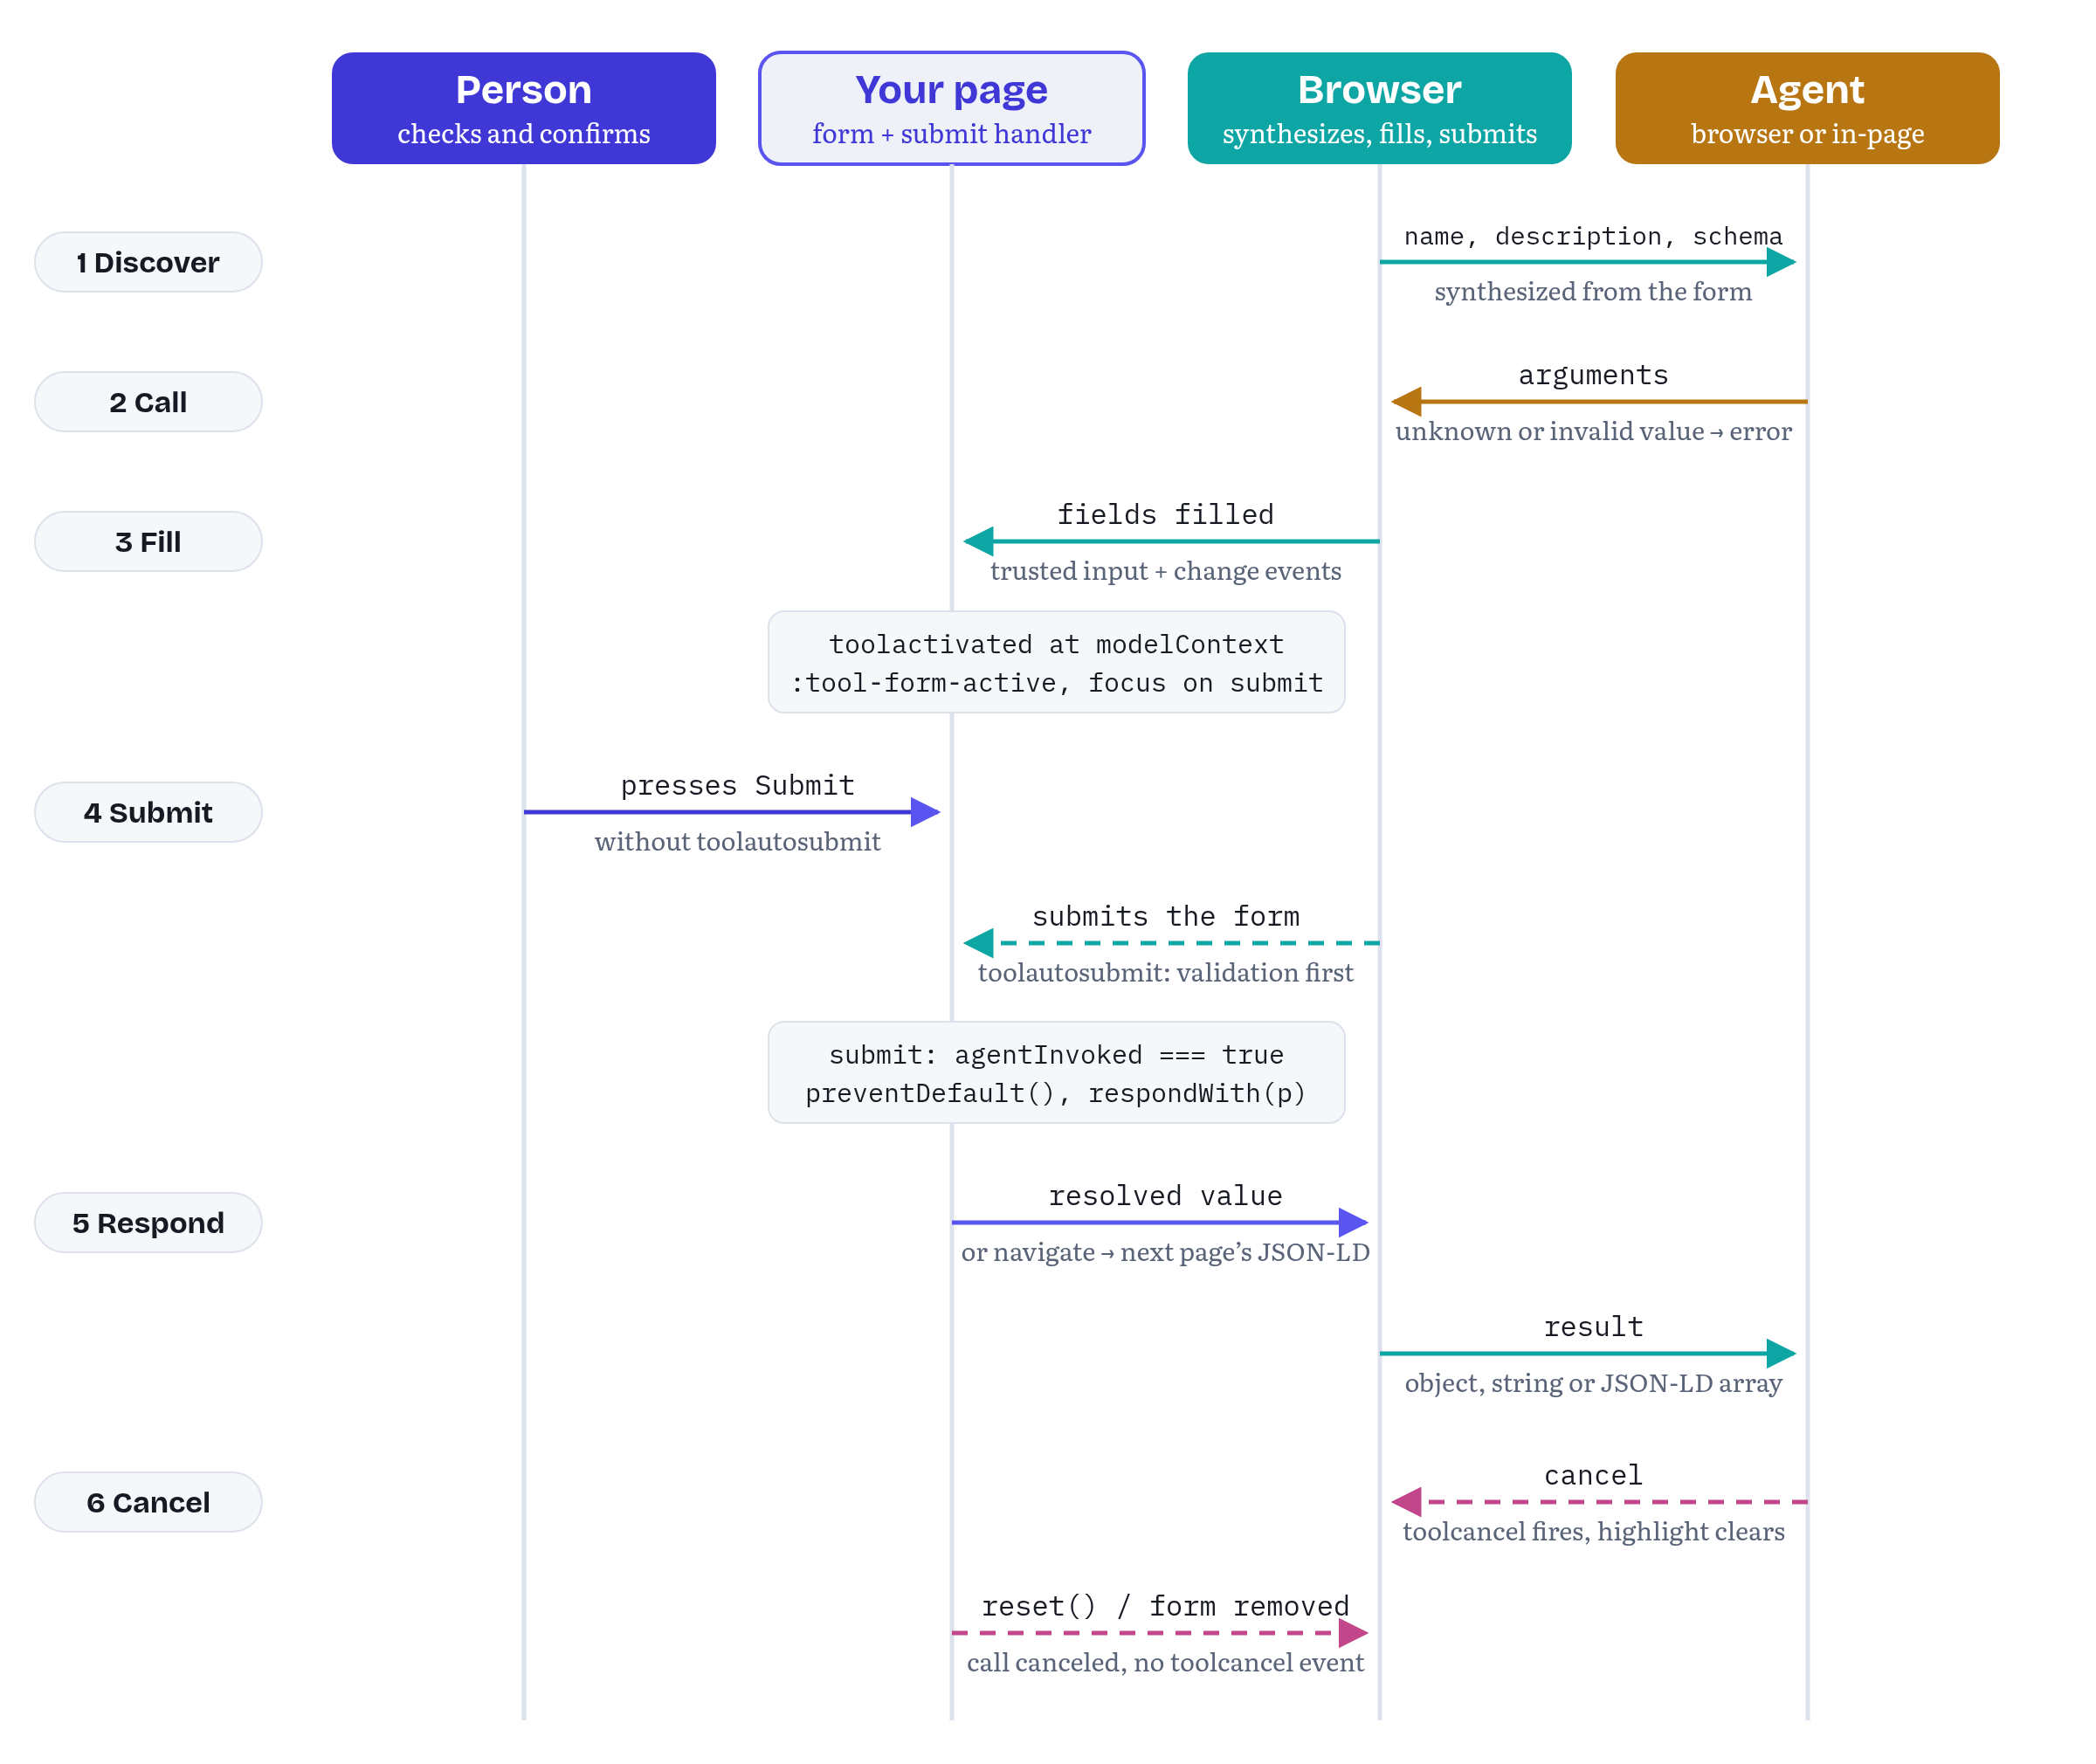 Person
checks and confirms
Your page
form + submit handler
Browser
synthesizes, fills, submits
Agent
browser or in-page
1 Discover
name, description, schema
synthesized from the form
2 Call
arguments
unknown or invalid value → error
3 Fill
fields filled
trusted input + change events
toolactivated at modelContext
:tool-form-active, focus on submit
4 Submit
presses Submit
without toolautosubmit
submits the form
toolautosubmit: validation first
submit: agentInvoked === true
preventDefault(), respondWith(p)
5 Respond
resolved value
or navigate → next page’s JSON-LD
result
object, string or JSON-LD array
6 Cancel
cancel
toolcancel fires, highlight clears
reset() / form removed
call canceled, no toolcancel event